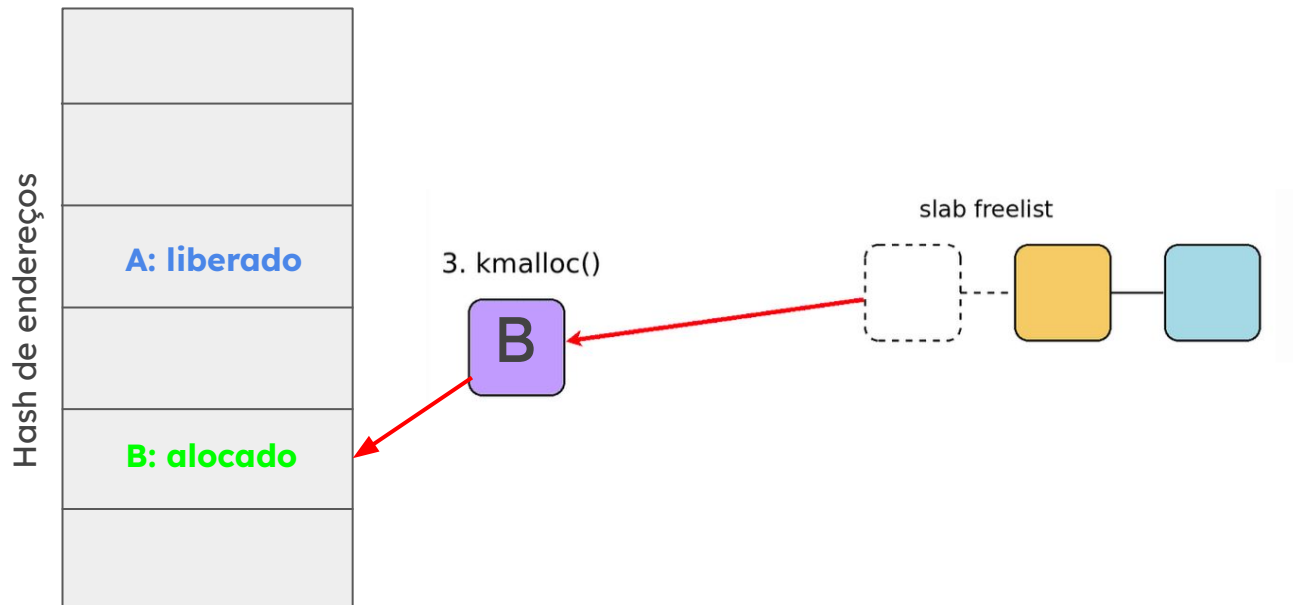 Hash de endereços
A: liberado
B: alocado
3. kmalloc()
B
slab freelist